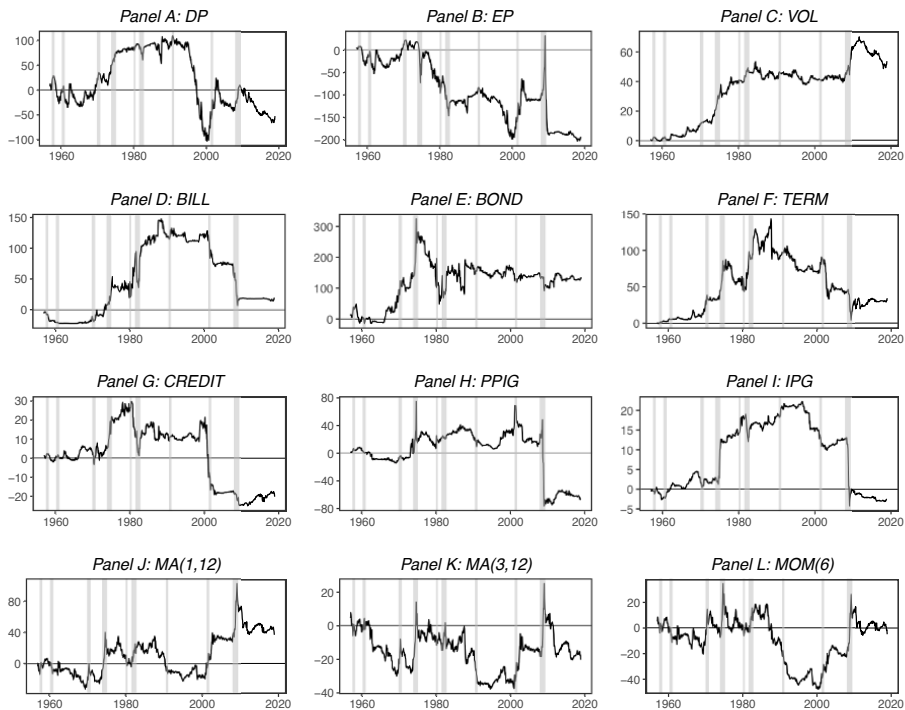 Panel A: DP
100
50
0
−50
−100
1960 1980 2000 2020
Panel B: EP
0
−50
−100
−150
−200
1960 1980 2000 2020
Panel C: VOL
60
40
20
0
1960 1980 2000 2020
Panel D: BILL
150
100
50
0
1960 1980 2000 2020
Panel E: BOND
300
200
100
0
1960 1980 2000 2020
Panel F: TERM
150
100
50
0
1960 1980 2000 2020
Panel G: CREDIT
30
20
10
0
−10
−20
1960 1980 2000 2020
Panel H: PPIG
80
40
0
−40
−80
1960 1980 2000 2020
Panel I: IPG
20
15
10
5
0
−5
1960 1980 2000 2020
Panel J: MA(1,12)
80
40
0
1960 1980 2000 2020
Panel K: MA(3,12)
20
0
−20
−40
1960 1980 2000 2020
Panel L: MOM(6)
20
0
−20
−40
1960 1980 2000 2020